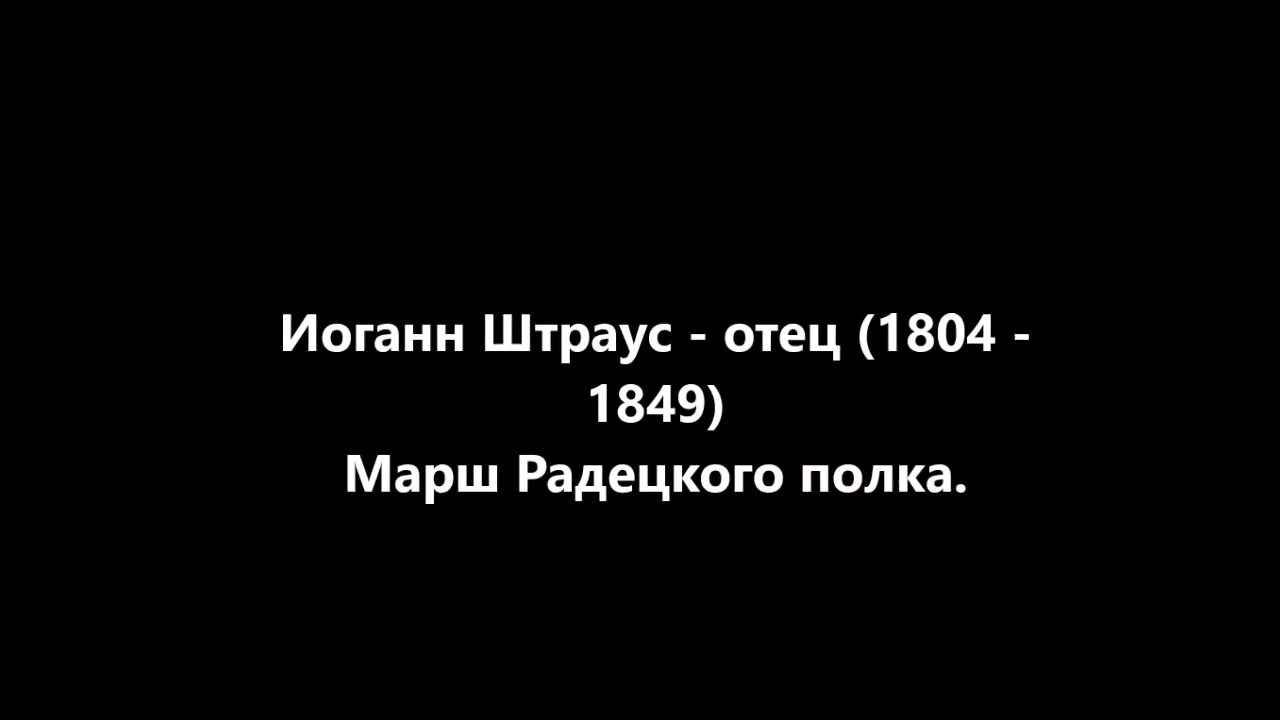 Иоганн Штраус - отец (1804 -
1849)
Марш Радецкого полка.